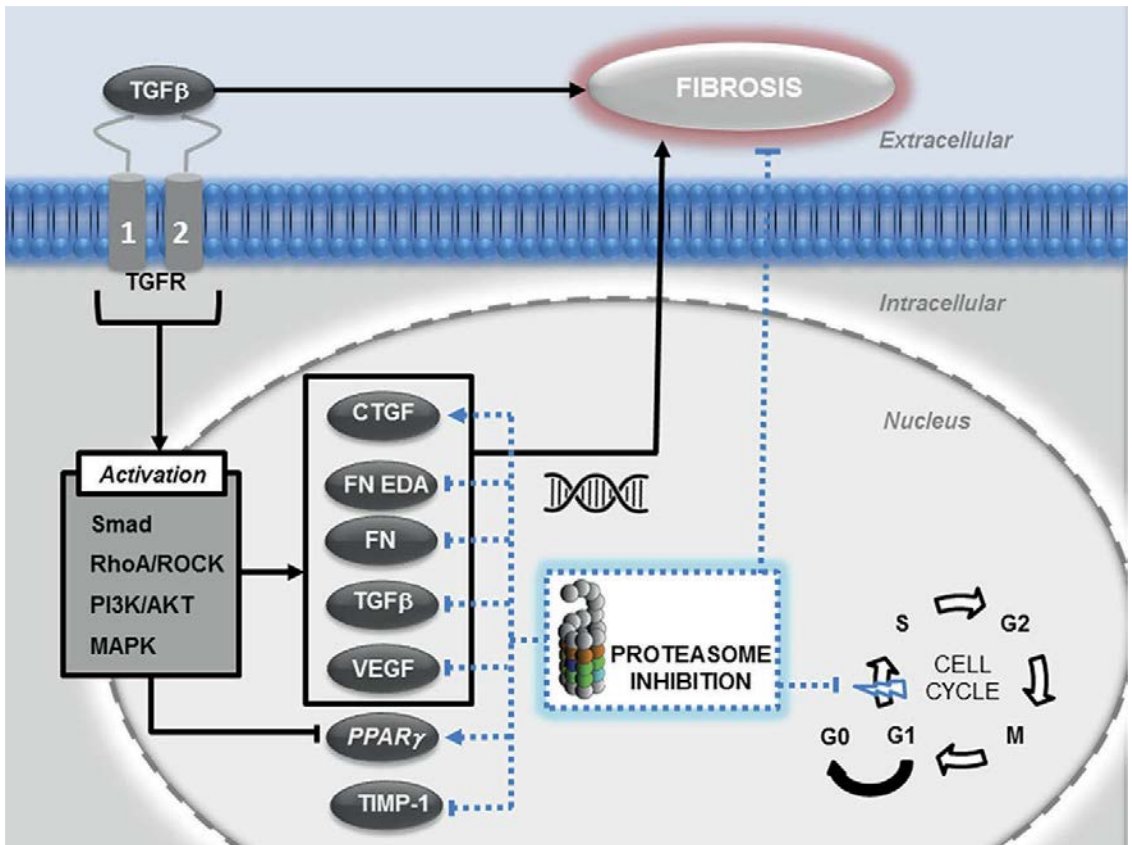 TGFβ
FIBROSIS
Extracellular
1 2
TGFR
Intracellular
Nucleus
Activation
Smad
RhoA/ROCK
PI3K/AKT
MAPK
CTGF
FN EDA
FN
TGFβ
VEGF
PPARγ
TIMP-1
PROTEASOME
INHIBITION
S
G2
CELL
CYCLE
G0
G1
M